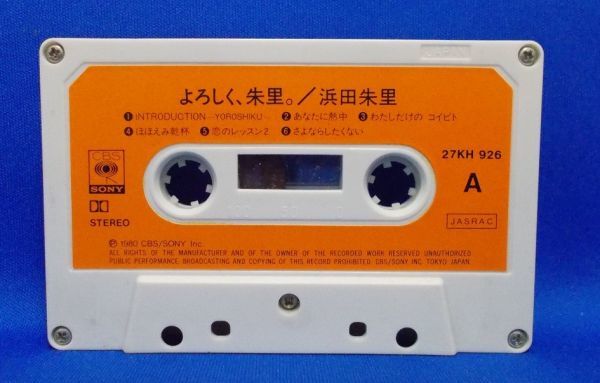 JAPAN
よろしく、朱里。／浜田朱里
❶INTRODUCTION—YOROSHIKU— ❷あなたに熱中 ❸わたしだけの コイビト
❹ほほえみ乾杯 ❺恋のレッスン2 ❻さよならしたくない
CBS
SONY
27KH 926
A
STEREO
JASRAC
Ⓟ 1980 CBS/SONY Inc.
ALL RIGHTS OF THE MANUFACTURER AND OF THE OWNER OF THE RECORDED WORK RESERVED UNAUTHORIZED
PUBLIC PERFORMANCE BROADCASTING AND COPYING OF THIS RECORD PROHIBITED. CBS/SONY INC. TOKYO JAPAN